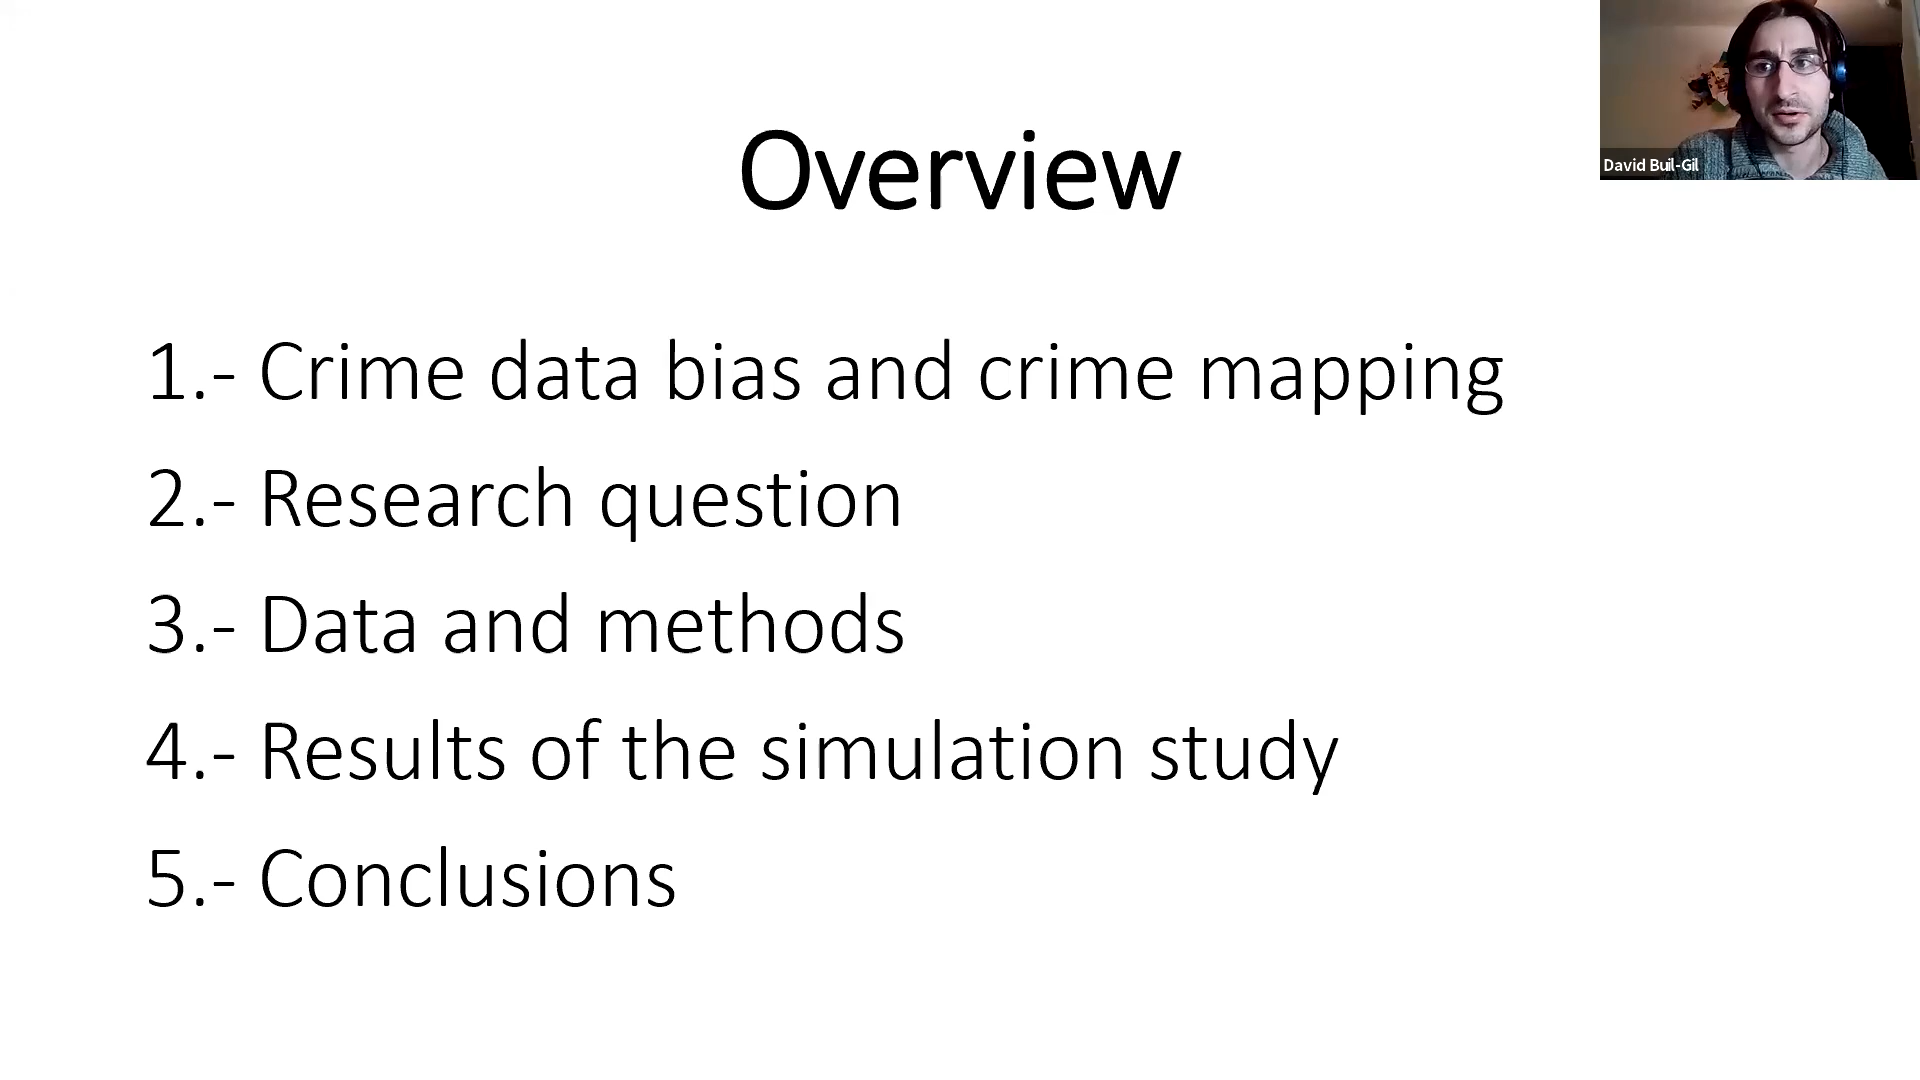 Overview
David Buil-Gil
1.- Crime data bias and crime mapping
2.- Research question
3.- Data and methods
4.- Results of the simulation study
5.- Conclusions